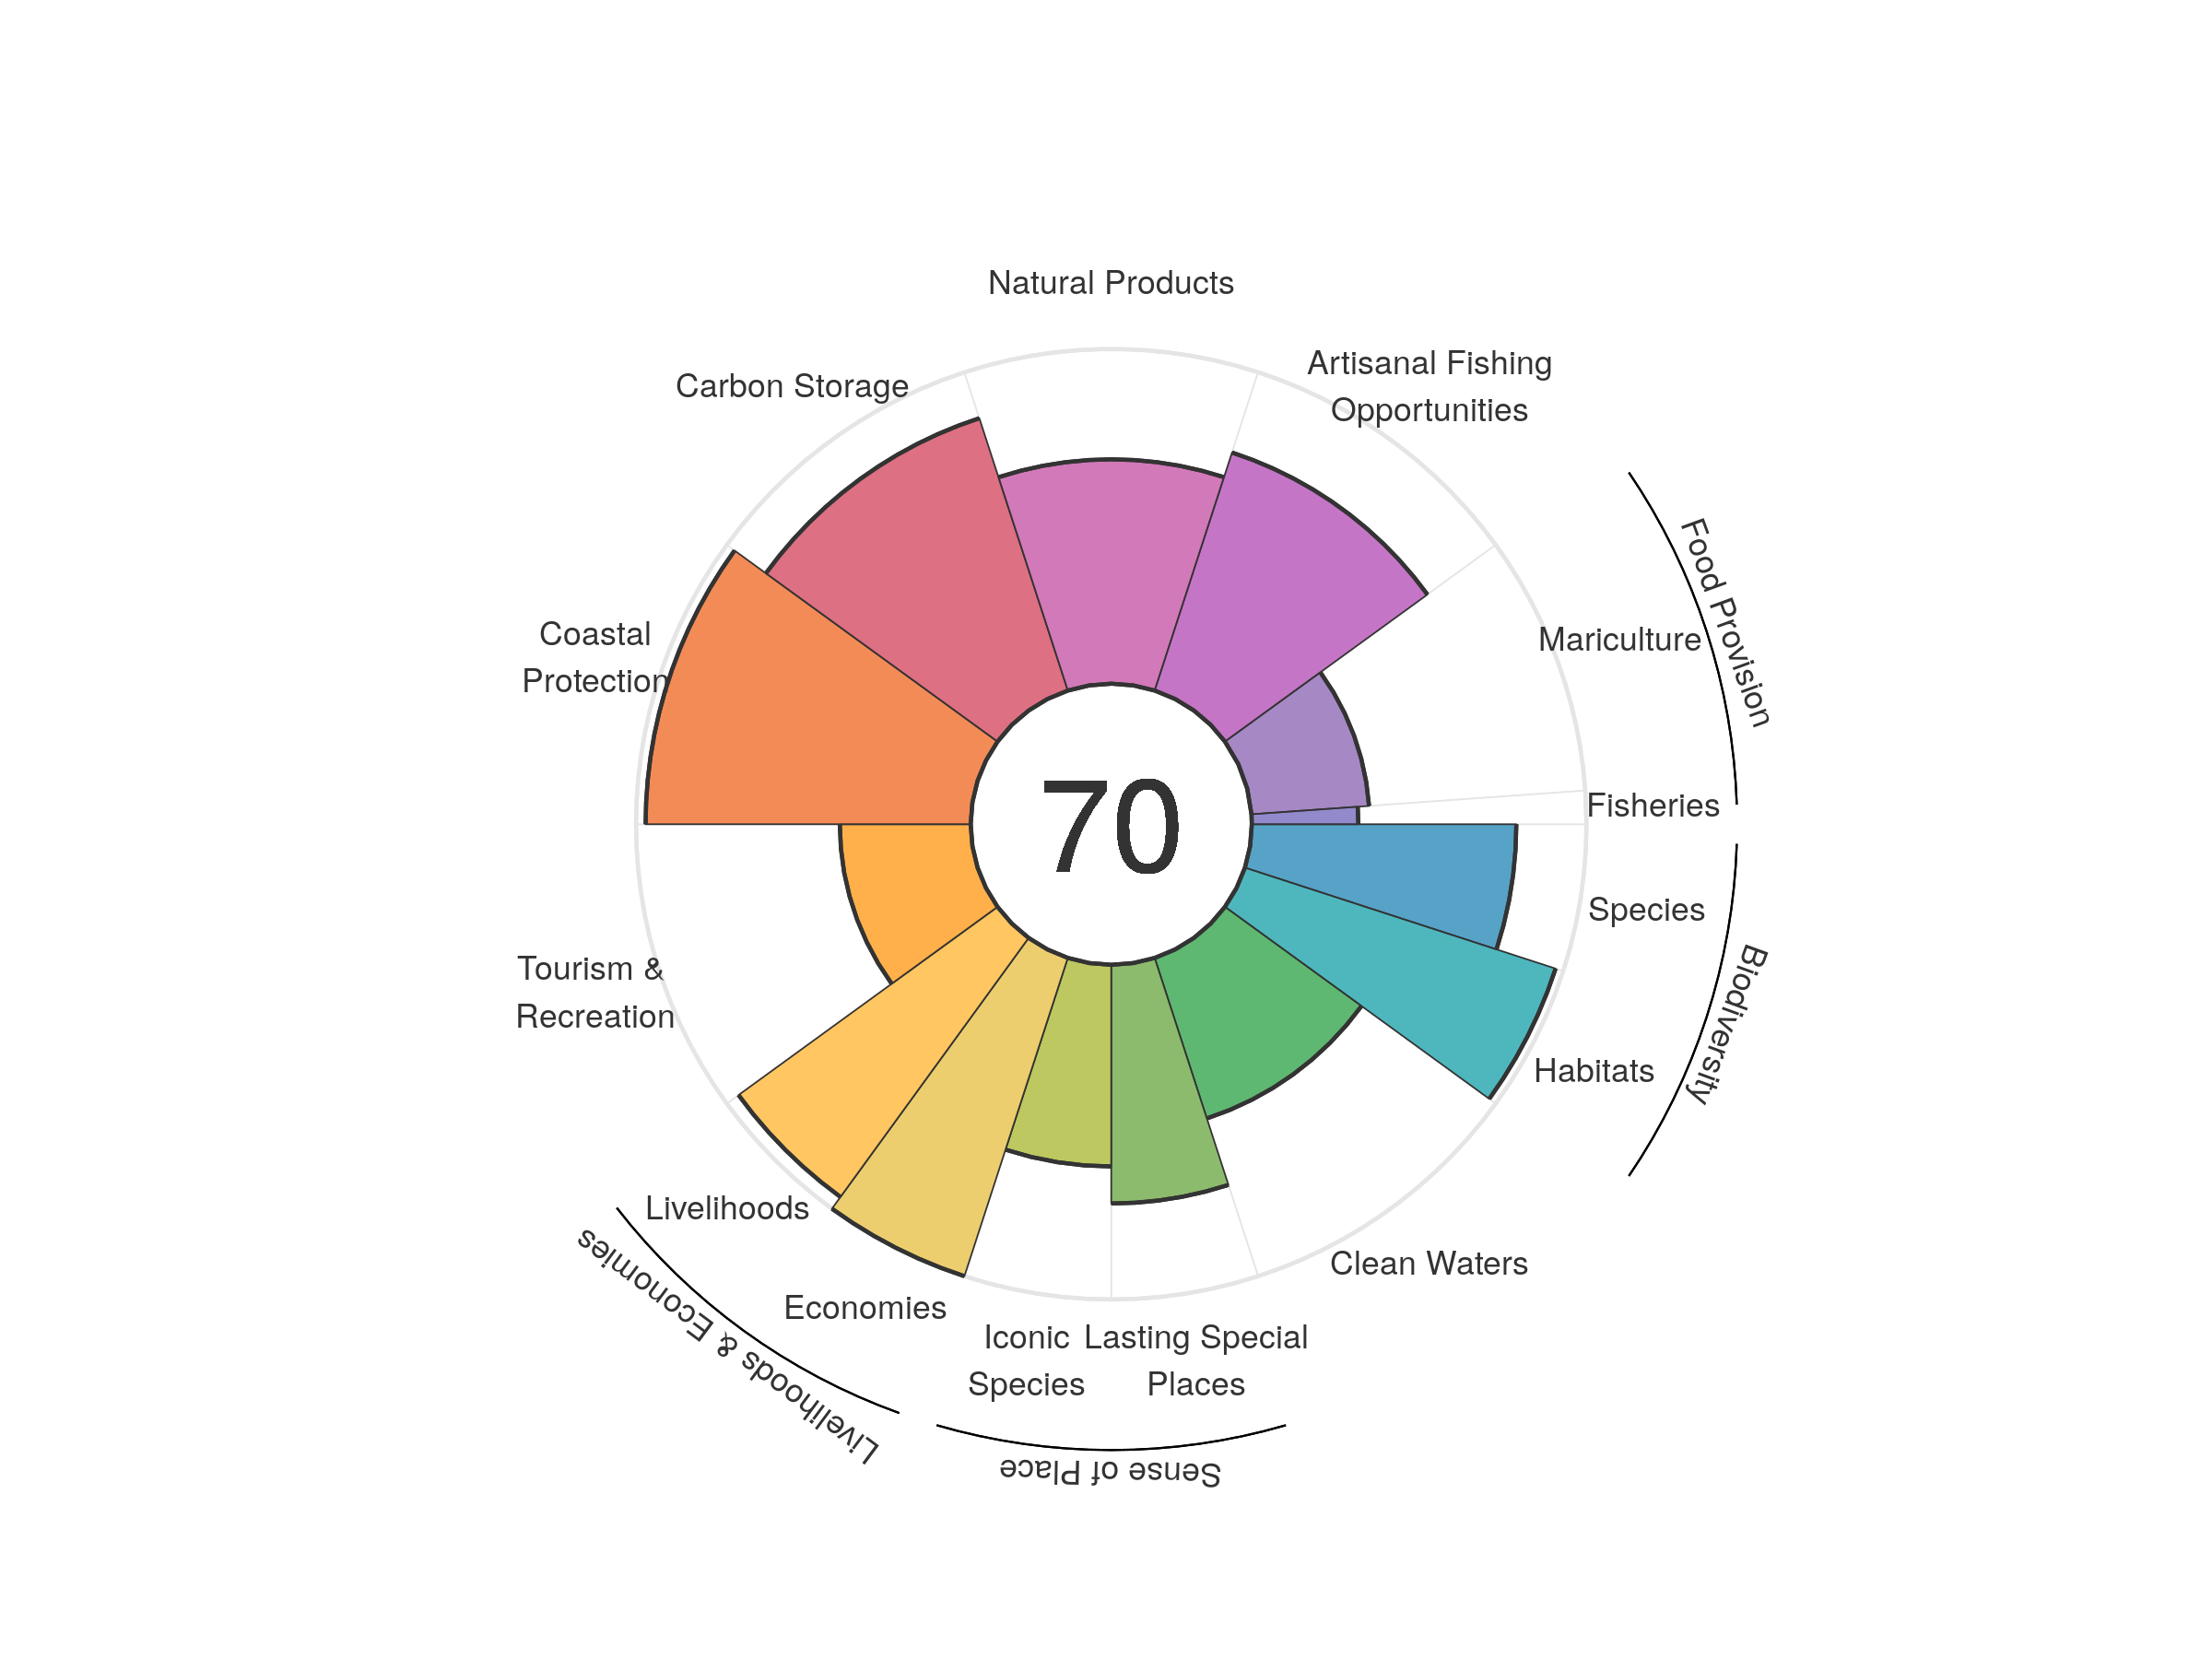 Natural Products
Artisanal Fishing
Opportunities
Carbon Storage
Food Provision
Mariculture
Coastal
Protection
70
Fisheries
Species
Biodiversity
Tourism &
Recreation
Habitats
Livelihoods
Clean Waters
Livelihoods & Economies
Economies
Iconic
Species
Lasting Special
Places
Sense of Place